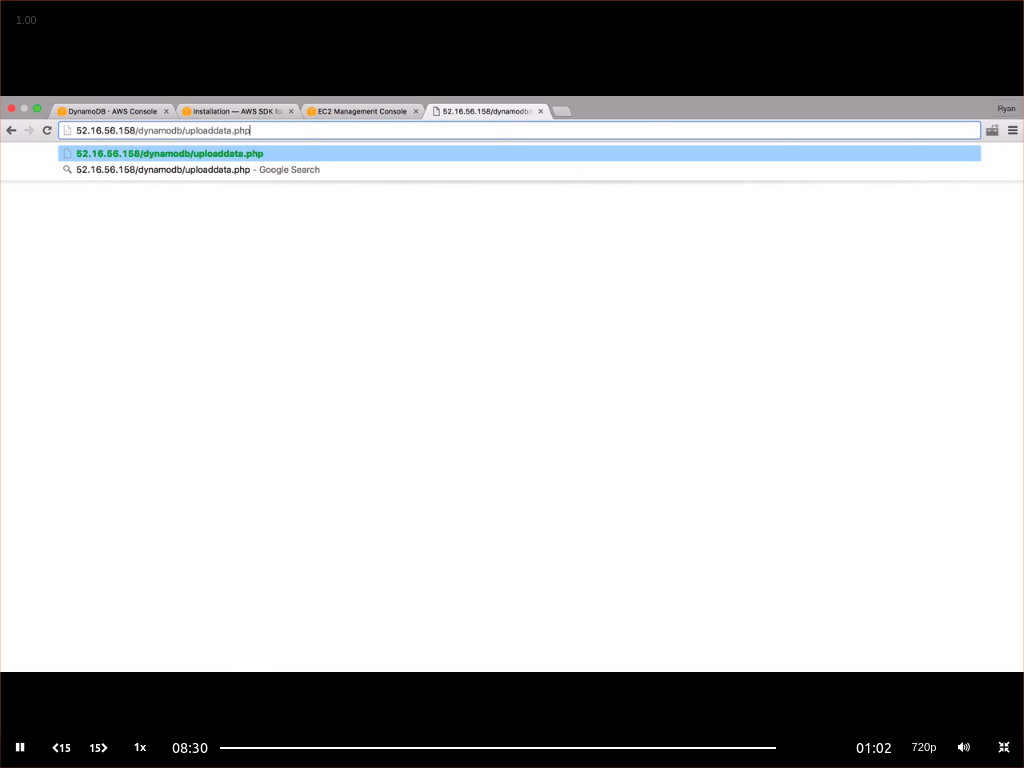 1.00
DynamoDB · AWS Console
Installation — AWS SDK fo
EC2 Management Console
52.16.56.158/dynamodb/
Ryan
52.16.56.158/dynamodb/uploaddata.php
52.16.56.158/dynamodb/uploaddata.php
52.16.56.158/dynamodb/uploaddata.php - Google Search
15 15 1x 08:30 01:02 720p